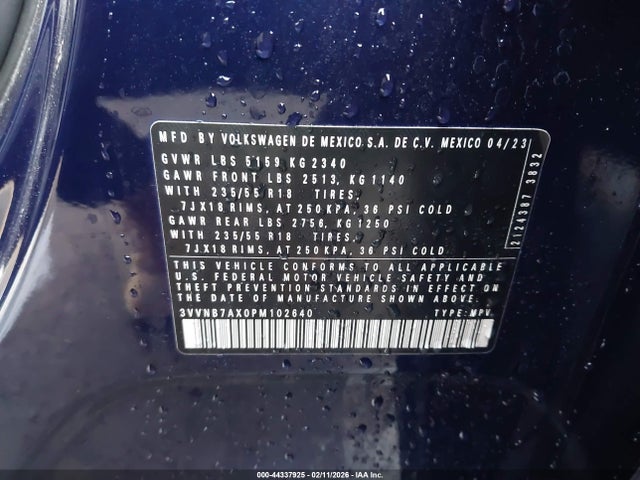 MFD BY VOLKSWAGEN DE MEXICO S.A. DE C.V. MEXICO 04/23
GVWR LBS 5159 KG 2340
GAWR FRONT LBS 2513, KG 1140
WITH 235/55 R18 TIRES,
7JX18 RIMS, AT 250 KPA, 36 PSI COLD
GAWR REAR LBS 2756, KG 1250
WITH 235/55 R18 TIRES,
7JX18 RIMS, AT 250 KPA, 36 PSI COLD
THIS VEHICLE CONFORMS TO ALL APPLICABLE
U.S. FEDERAL MOTOR VEHICLE SAFETY AND
THEFT PREVENTION STANDARDS IN EFFECT ON
THE DATE OF MANUFACTURE SHOWN ABOVE.
3VVNB7AX0PM102640 TYPE: MPV
2124387 3832
000-44337925 - 02/11/2026 - IAA Inc.